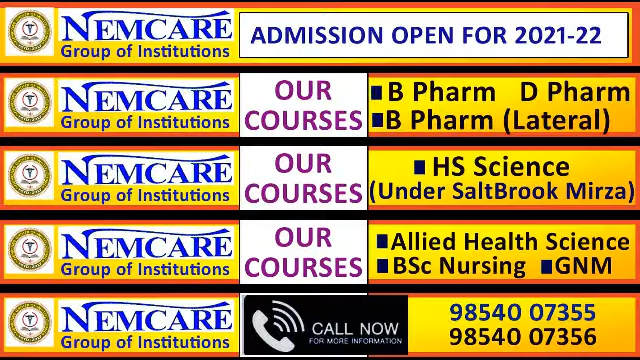 NEMCARE
Group of Institutions
ADMISSION OPEN FOR 2021-22
NEMCARE
Group of Institutions
OUR
COURSES
▪B Pharm D Pharm
▪B Pharm (Lateral)
NEMCARE
Group of Institutions
OUR
COURSES
▪HS Science
(Under SaltBrook Mirza)
NEMCARE
Group of Institutions
OUR
COURSES
▪Allied Health Science
▪BSc Nursing ▪GNM
NEMCARE
Group of Institutions
CALL NOW
FOR MORE INFORMATION
98540 07355
98540 07356